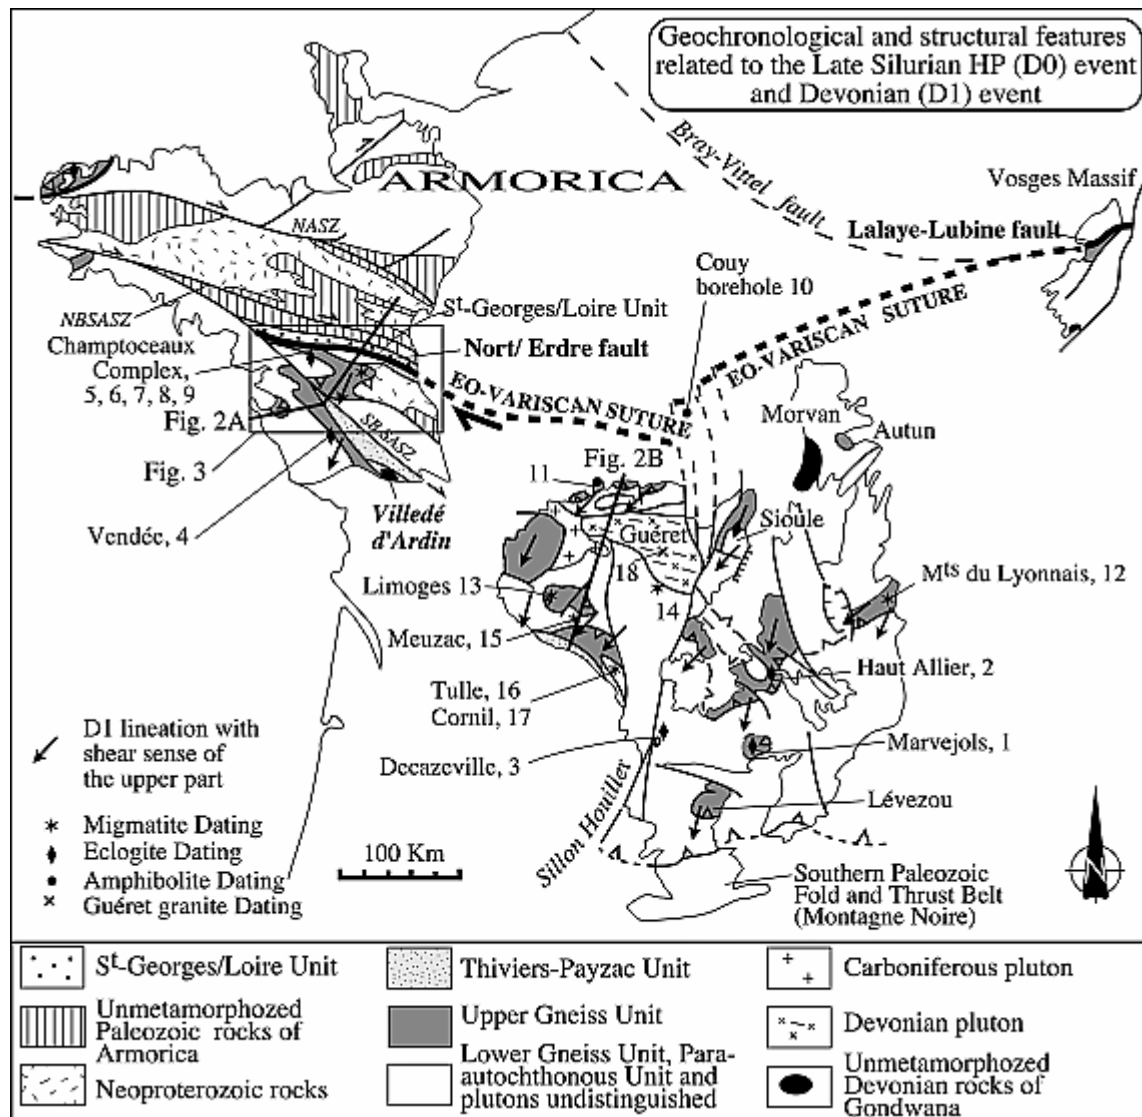 Geochronological and structural features
related to the Late Silurian HP (D0) event
and Devonian (D1) event
Bray-Vittel fault
ARMORICA
Vosges Massif
Lalaye-Lubine fault
NASZ
Couy
borehole 10
EO-VARISCAN SUTURE
NBSASZ
St-Georges/Loire Unit
Champtoceaux
Complex,
5, 6, 7, 8, 9
Nort/ Erdre fault
EO-VARISCAN SUTURE
Fig. 2A
SBSASZ
Morvan
Autun
Fig. 3
11
Fig. 2B
Villedé
d'Ardin
Vendée, 4
Guéret
Sioule
Limoges 13
18
14
Mts du Lyonnais, 12
Meuzac, 15
Haut Allier, 2
Tulle, 16
Cornil, 17
Decazeville, 3
Marvejols, 1
Lévezou
Sillon Houiller
D1 lineation with
shear sense of
the upper part
Migmatite Dating
Eclogite Dating
Amphibolite Dating
Guéret granite Dating
100 Km
N
Southern Paleozoic
Fold and Thrust Belt
(Montagne Noire)
St-Georges/Loire Unit
Unmetamorphozed
Paleozoic rocks of
Armorica
Neoproterozoic rocks
Thiviers-Payzac Unit
Upper Gneiss Unit
Lower Gneiss Unit, Para-
autochthonous Unit and
plutons undistinguished
Carboniferous pluton
Devonian pluton
Unmetamorphozed
Devonian rocks of
Gondwana